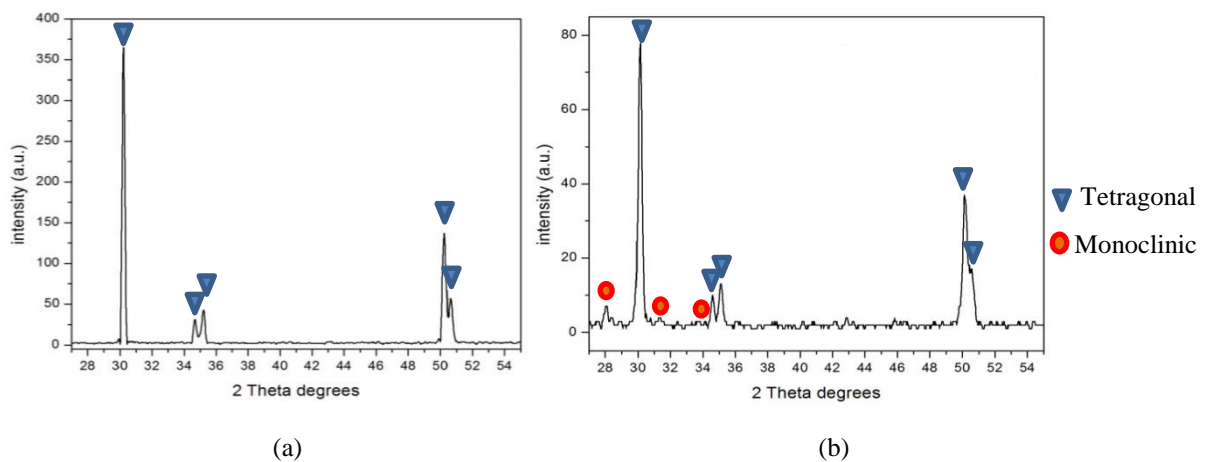 400
350
300
250
200
150
100
50
0
intensity (a.u.)
28 30 32 34 36 38 40 42 44 46 48 50 52 54
2 Theta degrees
(a)
80
60
40
20
0
intensity (a.u.)
28 30 32 34 36 38 40 42 44 46 48 50 52 54
2 Theta degrees
(b)
Tetragonal
Monoclinic